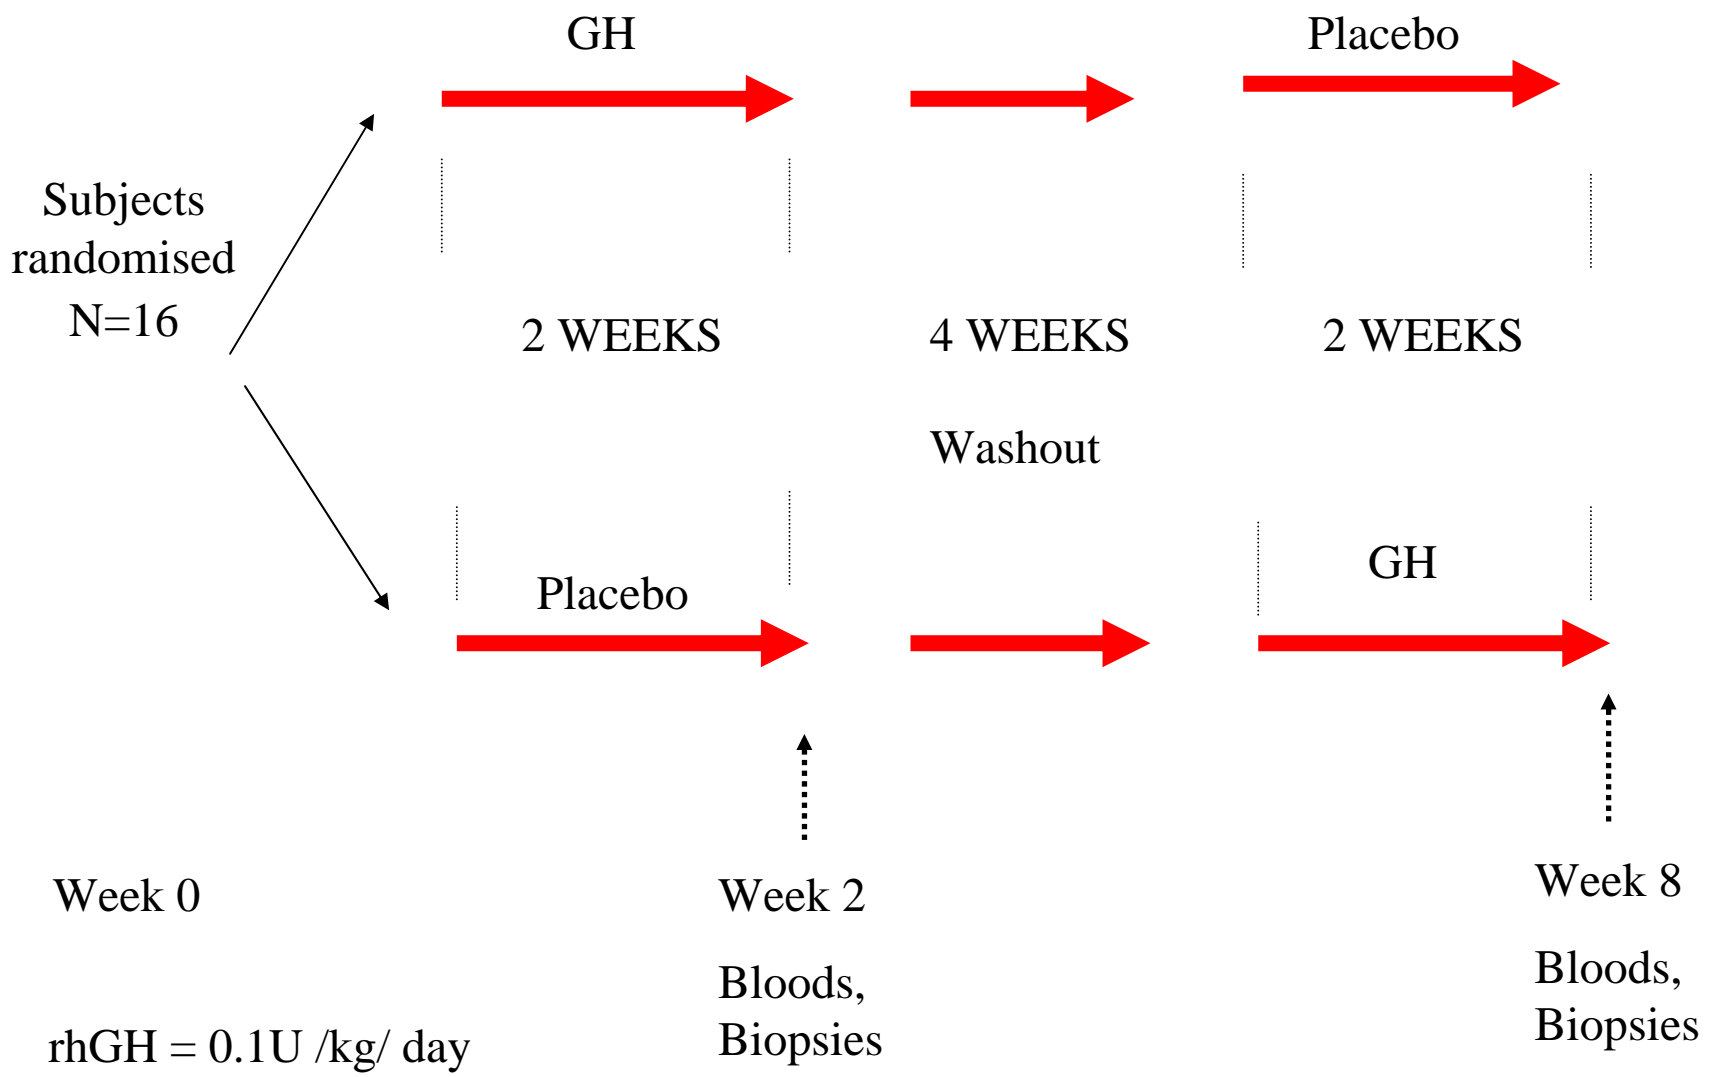 GH
Placebo
Subjects
randomised
N=16
2 WEEKS
4 WEEKS
2 WEEKS
Washout
Placebo
GH
Week 0
Week 2
Week 8
Bloods,
Biopsies
Bloods,
Biopsies
rhGH = 0.1U /kg/ day